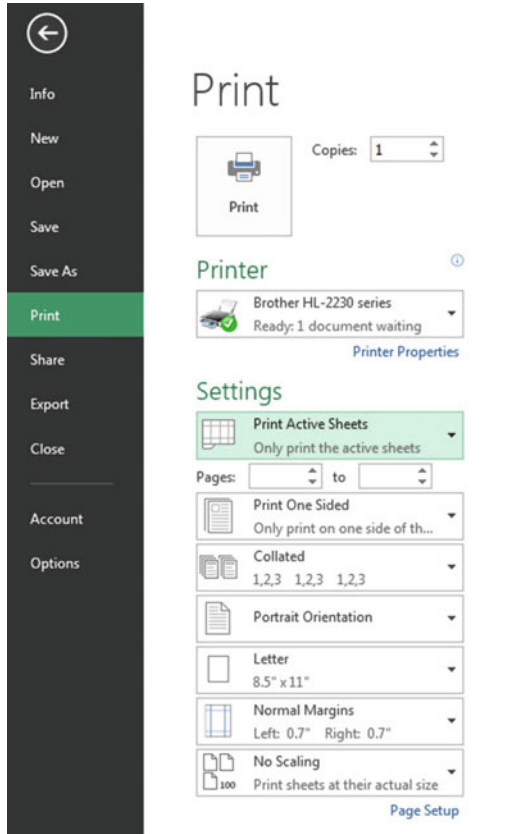 Info
New
Open
Save
Save As
Print
Share
Export
Close
Account
Options
Print
Copies: 1
Print
Printer
Brother HL-2230 series
Ready: 1 document waiting
Printer Properties
Settings
Print Active Sheets
Only print the active sheets
Pages: to
Print One Sided
Only print on one side of th...
Collated
1,2,3 1,2,3 1,2,3
Portrait Orientation
Letter
8.5" x 11"
Normal Margins
Left: 0.7" Right: 0.7"
No Scaling
100 Print sheets at their actual size
Page Setup